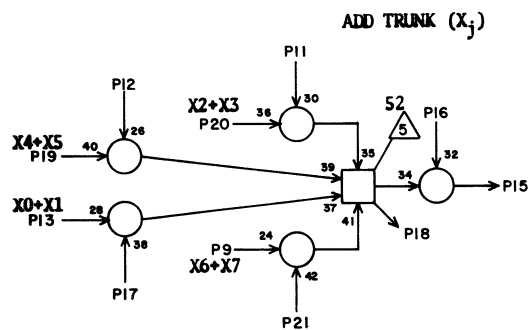 ADD TRUNK (Xj)
P11
P12
X2+X3
P20
36
30
52
5
P16
X4+X5
P19
40
26
35
32
39
34
P15
X0+X1
P13
28
37
41
P18
38
P9
24
X6+X7
42
P17
P21